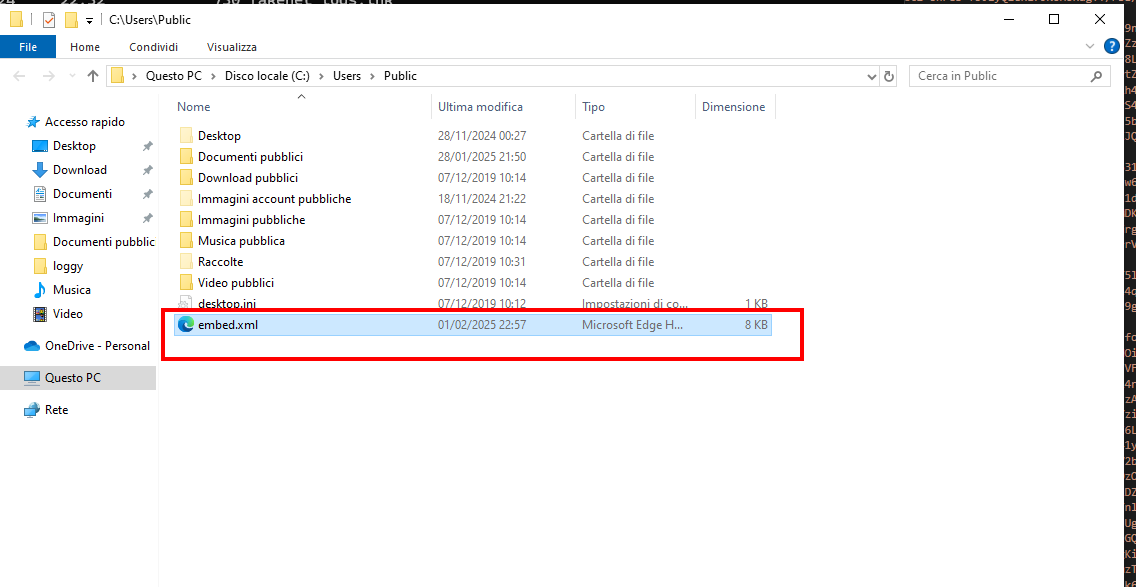 C:\Users\Public
File Home Condividi Visualizza
Questo PC > Disco locale (C:) > Users > Public
Cerca in Public
Nome Ultima modifica Tipo Dimensione
Accesso rapido
Desktop
Download
Documenti
Immagini
Documenti pubblic
loggy
Musica
Video
OneDrive - Personal
Questo PC
Rete
Desktop 28/11/2024 00:27 Cartella di file
Documenti pubblici 28/01/2025 21:50 Cartella di file
Download pubblici 07/12/2019 10:14 Cartella di file
Immagini account pubbliche 18/11/2024 21:22 Cartella di file
Immagini pubbliche 07/12/2019 10:14 Cartella di file
Musica pubblica 07/12/2019 10:14 Cartella di file
Raccolte 07/12/2019 10:31 Cartella di file
Video pubblici 07/12/2019 10:14 Cartella di file
desktop.ini 07/12/2019 10:12 Impostazioni di co... 1 KB
embed.xml 01/02/2025 22:57 Microsoft Edge H... 8 KB